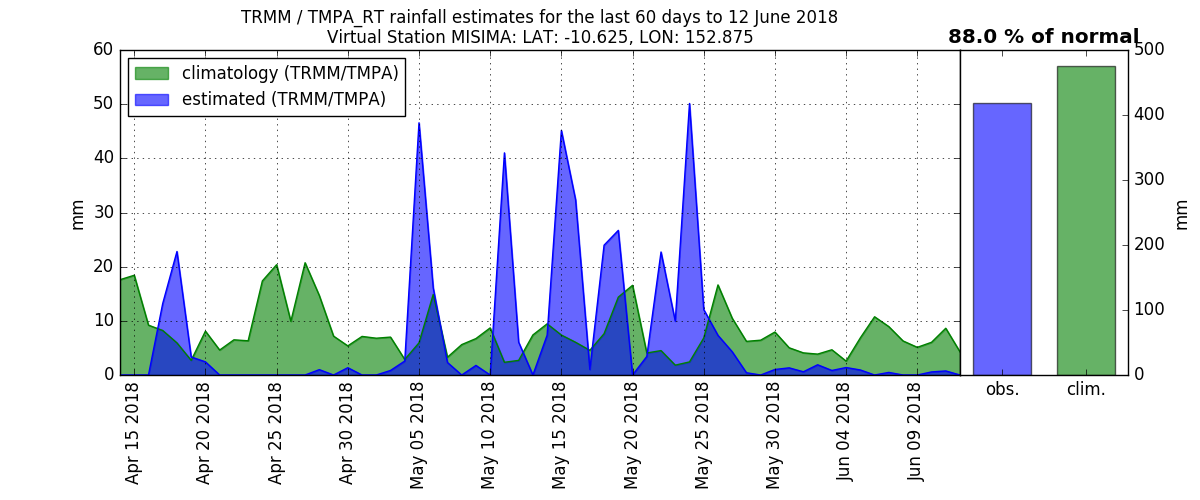 TRMM / TMPA_RT rainfall estimates for the last 60 days to 12 June 2018
Virtual Station MISIMA: LAT: -10.625, LON: 152.875
88.0 % of normal
climatology (TRMM/TMPA)
estimated (TRMM/TMPA)
mm
60
50
40
30
20
10
0
Apr 15 2018
Apr 20 2018
Apr 25 2018
Apr 30 2018
May 05 2018
May 10 2018
May 15 2018
May 20 2018
May 25 2018
May 30 2018
Jun 04 2018
Jun 09 2018
obs.
clim.
500
400
300
200
100
0
mm